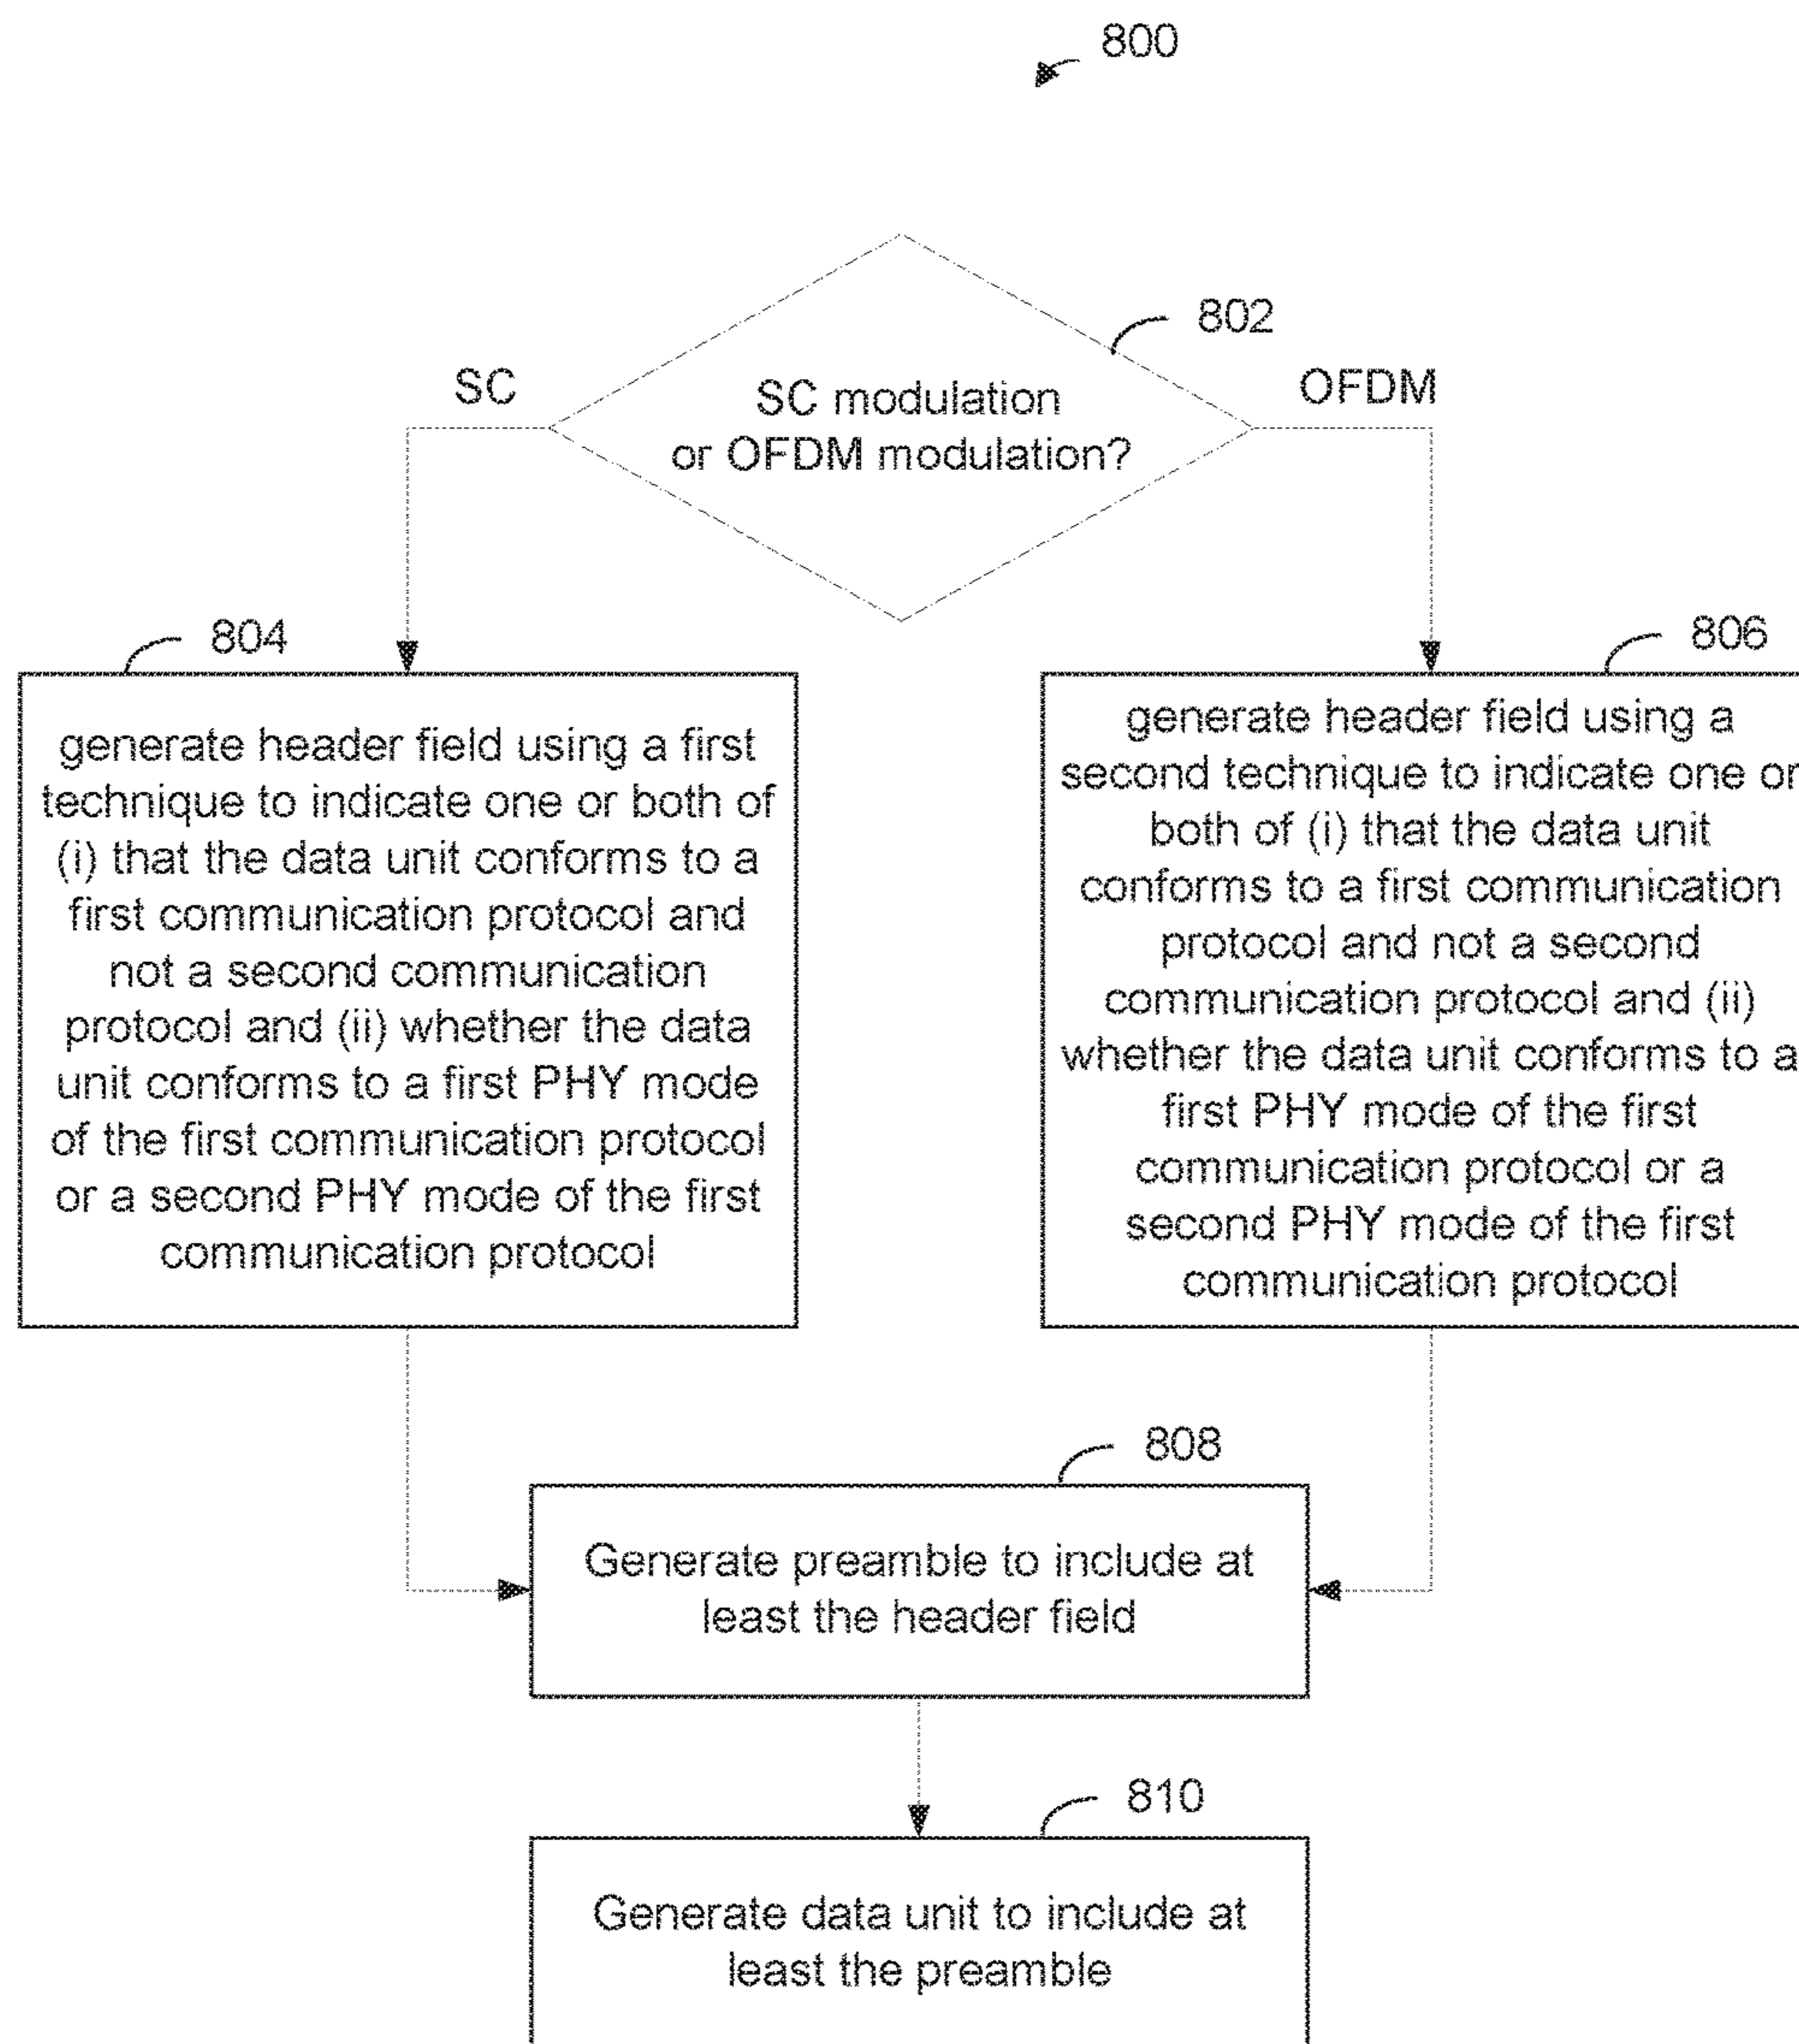 800
802
SC
OFDM
SC modulation
or OFDM modulation?
804
generate header field using a first
technique to indicate one or both of
(i) that the data unit conforms to a
first communication protocol and
not a second communication
protocol and (ii) whether the data
unit conforms to a first PHY mode
of the first communication protocol
or a second PHY mode of the first
communication protocol
806
generate header field using a
second technique to indicate one or
both of (i) that the data unit
conforms to a first communication
protocol and not a second
communication protocol and (ii)
whether the data unit conforms to a
first PHY mode of the first
communication protocol or a
second PHY mode of the first
communication protocol
808
Generate preamble to include at
least the header field
810
Generate data unit to include at
least the preamble